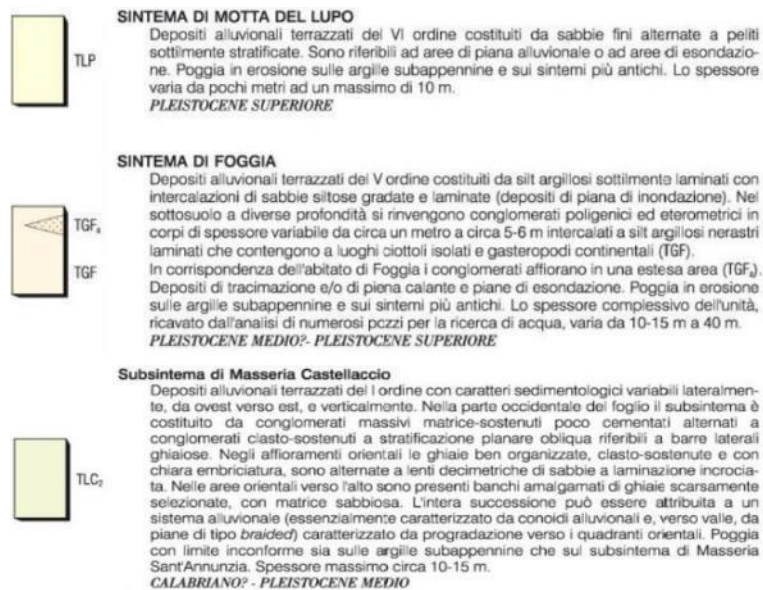 SINTEMA DI MOTTA DEL LUPO
Depositi alluvionali terrazzati del VI ordine costituiti da sabbie fini alternate a peliti
sottilmente stratificate. Sono riferibili ad aree di piana alluvionale o ad aree di esondazio-
ne. Poggia in erosione sulle argille subappennine e sui sintemi più antichi. Lo spessore
varia da pochi metri ad un massimo di 10 m.
PLEISTOCENE SUPERIORE
TLP
SINTEMA DI FOGGIA
Depositi alluvionali terrazzati del V ordine costituiti da silt argillosi sottilmente laminati con
intercalazioni di sabbie siltose gradate e laminate (depositi di piana di inondazione). Nel
sottosuolo a diverse profondità si rinvengono conglomerati poligenici ed eterometrici in
corpi di spessore variabile da circa un metro a circa 5-6 m intercalati a silt argillosi nerastri
laminati che contengono a luoghi ciottoli isolati e gasteropodi continentali (TGF).
In corrispondenza dell'abitato di Foggia i conglomerati affiorano in una estesa area (TGFₐ).
Depositi di tracimazione e/o di piena calante e piane di esondazione. Poggia in erosione
sulle argille subappennine e sui sintemi più antichi. Lo spessore complessivo dell'unità,
ricavato dall'analisi di numerosi pozzi per la ricerca di acqua, varia da 10-15 m a 40 m.
PLEISTOCENE MEDIO?- PLEISTOCENE SUPERIORE
TGFₐ
TGF
Subsintema di Masseria Castellaccio
Depositi alluvionali terrazzati del I ordine con caratteri sedimentologici variabili lateralmen-
te, da ovest verso est, e verticalmente. Nella parte occidentale del foglio il subsintema è
costituito da conglomerati massivi matrice-sostenuti poco cementati alternati a
conglomerati clasto-sostenuti a stratificazione planare obliqua riferibili a barre laterali
ghiaiose. Negli affioramenti orientali le ghiaie ben organizzate, clasto-sostenute e con
chiara embriciatura, sono alternate a lenti decimetriche di sabbie a laminazione incrocia-
ta. Nelle aree orientali verso l'alto sono presenti banchi amalgamati di ghiaie scarsamente
selezionate, con matrice sabbiosa. L'intera successione può essere attribuita a un
sistema alluvionale (essenzialmente caratterizzato da conoidi alluvionali e, verso valle, da
piane di tipo braided) caratterizzato da progradazione verso i quadranti orientali. Poggia
con limite inconforme sia sulle argille subappennine che sul subsintema di Masseria
Sant'Annunzia. Spessore massimo circa 10-15 m.
CALABRIANO? - PLEISTOCENE MEDIO
TLC₂